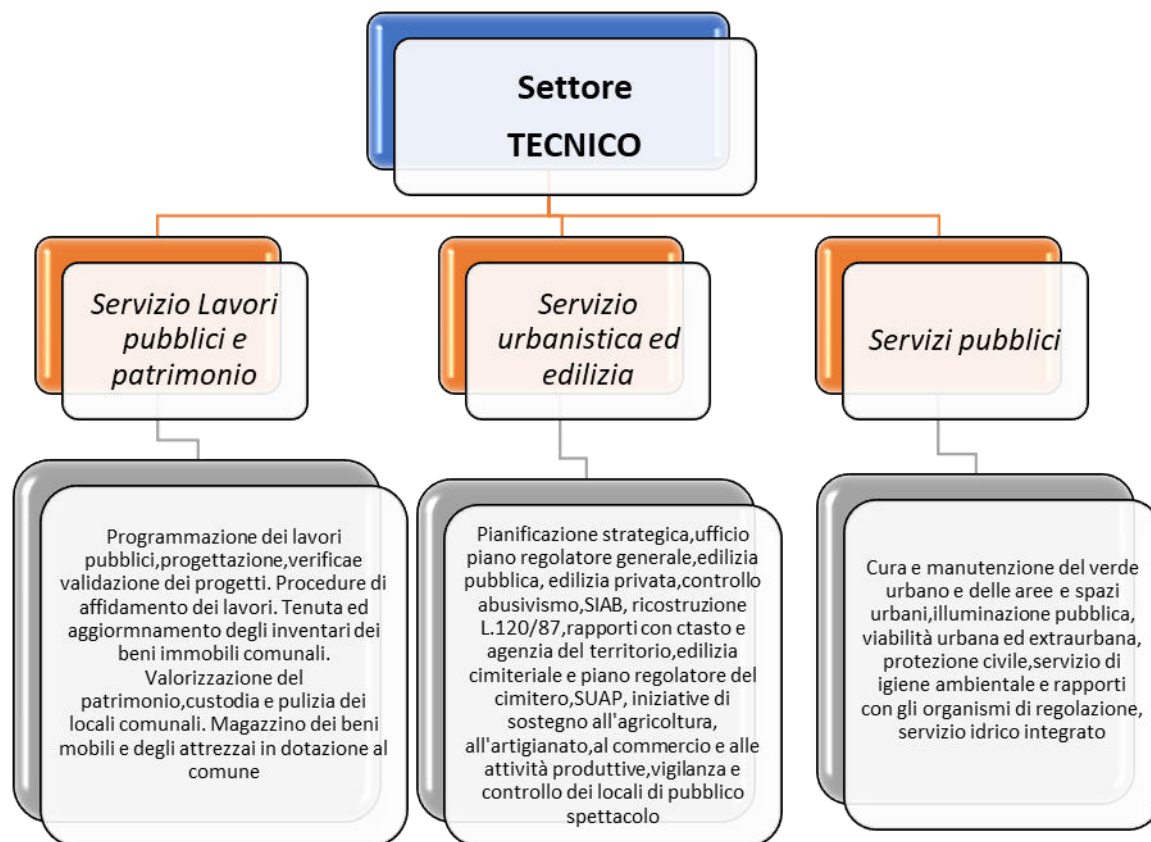 Settore
TECNICO
Servizio Lavori
pubblici e
patrimonio
Servizio
urbanistica ed
edilizia
Servizi pubblici
Programmazione dei lavori
pubblici,progettazione,verificae
validazione dei progetti. Procedure di
affidamento dei lavori. Tenuta ed
aggiormnamento degli inventari dei
beni immobili comunali.
Valorizzazione del
patrimonio,custodia e pulizia dei
locali comunali. Magazzino dei beni
mobili e degli attrezzai in dotazione al
comune
Pianificazione strategica,ufficio
piano regolatore generale,edilizia
pubblica, edilizia privata,controllo
abusivismo,SIAB, ricostruzione
L.120/87,rapporti con ctasto e
agenzia del territorio,edilizia
cimiteriale e piano regolatore del
cimitero,SUAP, iniziative di
sostegno all'agricoltura,
all'artigianato,al commercio e alle
attività produttive,vigilanza e
controllo dei locali di pubblico
spettacolo
Cura e manutenzione del verde
urbano e delle aree e spazi
urbani,illuminazione pubblica,
viabilità urbana ed extraurbana,
protezione civile,servizio di
igiene ambientale e rapporti
con gli organismi di regolazione,
servizio idrico integrato